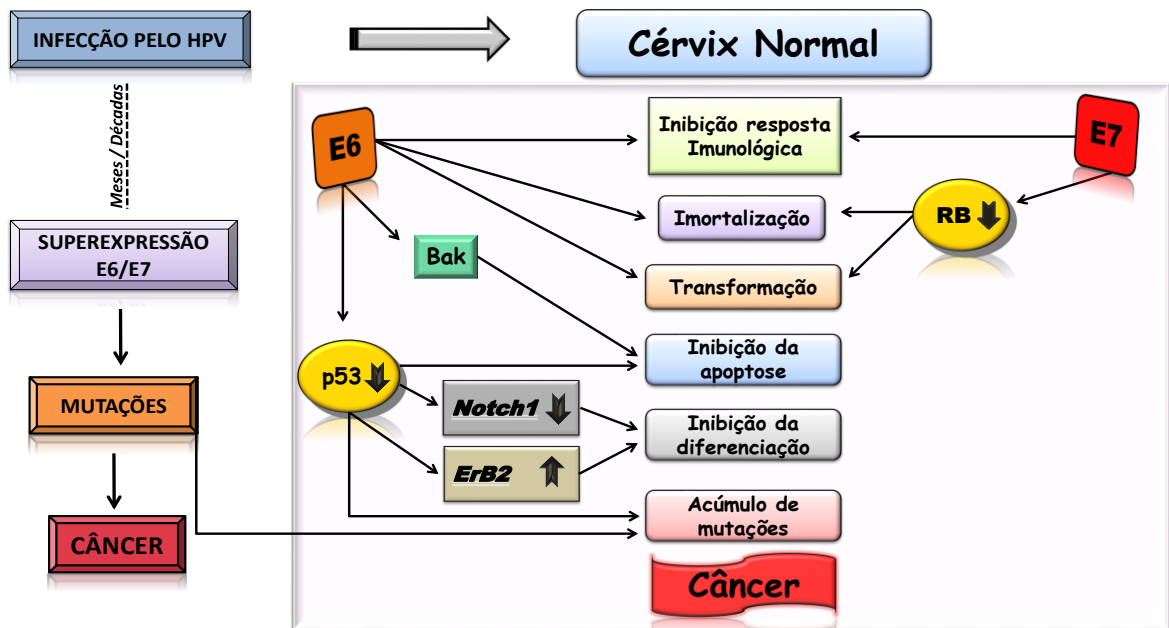 INFECÇÃO PELO HPV
Meses / Décadas
SUPEREXPRESSÃO
E6/E7
MUTAÇÕES
CÂNCER
Cérvix Normal
E6
E7
Inibição resposta
Imunológica
RB
Imortalização
Bak
Transformação
p53
Inibição da
apoptose
Notch1
Inibição da
diferenciação
ErB2
Acúmulo de
mutações
Câncer